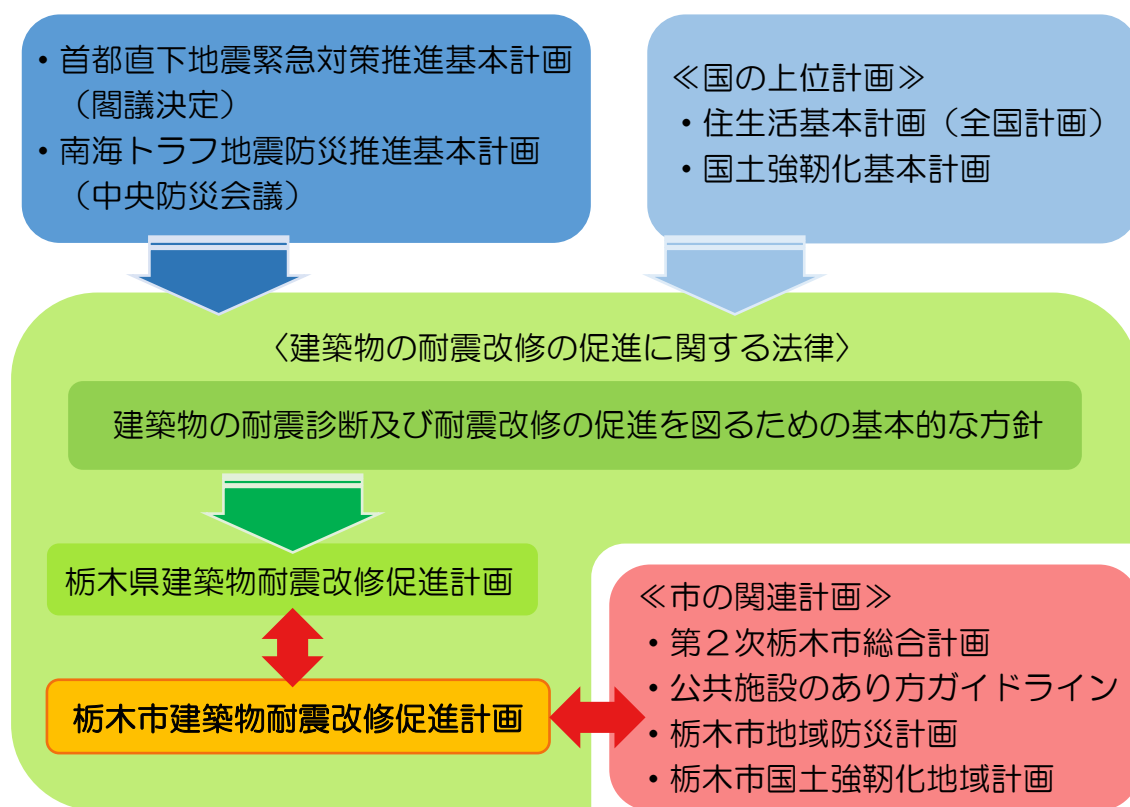 ・首都直下地震緊急対策推進基本計画
（閣議決定）
・南海トラフ地震防災推進基本計画
（中央防災会議）
≪国の上位計画≫
・住生活基本計画（全国計画）
・国土強靭化基本計画
〈建築物の耐震改修の促進に関する法律〉
建築物の耐震診断及び耐震改修の促進を図るための基本的な方針
栃木県建築物耐震改修促進計画
栃木市建築物耐震改修促進計画
≪市の関連計画≫
・第２次栃木市総合計画
・公共施設のあり方ガイドライン
・栃木市地域防災計画
・栃木市国土強靭化地域計画